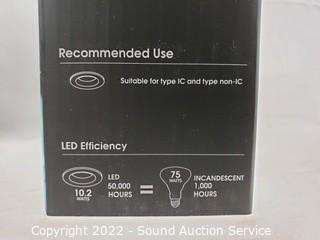 Recommended Use
Suitable for type IC and type non-IC
LED Efficiency
10.2
WATTS
LED
50,000
HOURS
=
75
WATTS
INCANDESCENT
1,000
HOURS
Copyright 2022 - Sound Auction Service